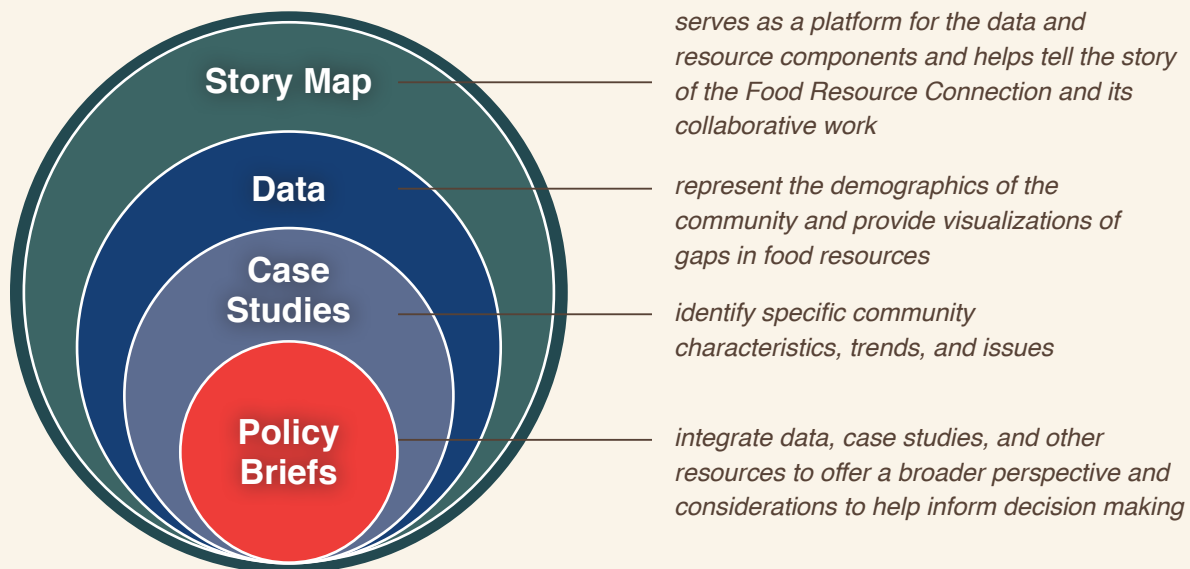 Story Map
serves as a platform for the data and
resource components and helps tell the story
of the Food Resource Connection and its
collaborative work
Data
represent the demographics of the
community and provide visualizations of
gaps in food resources
Case
Studies
identify specific community
characteristics, trends, and issues
Policy
Briefs
integrate data, case studies, and other
resources to offer a broader perspective and
considerations to help inform decision making